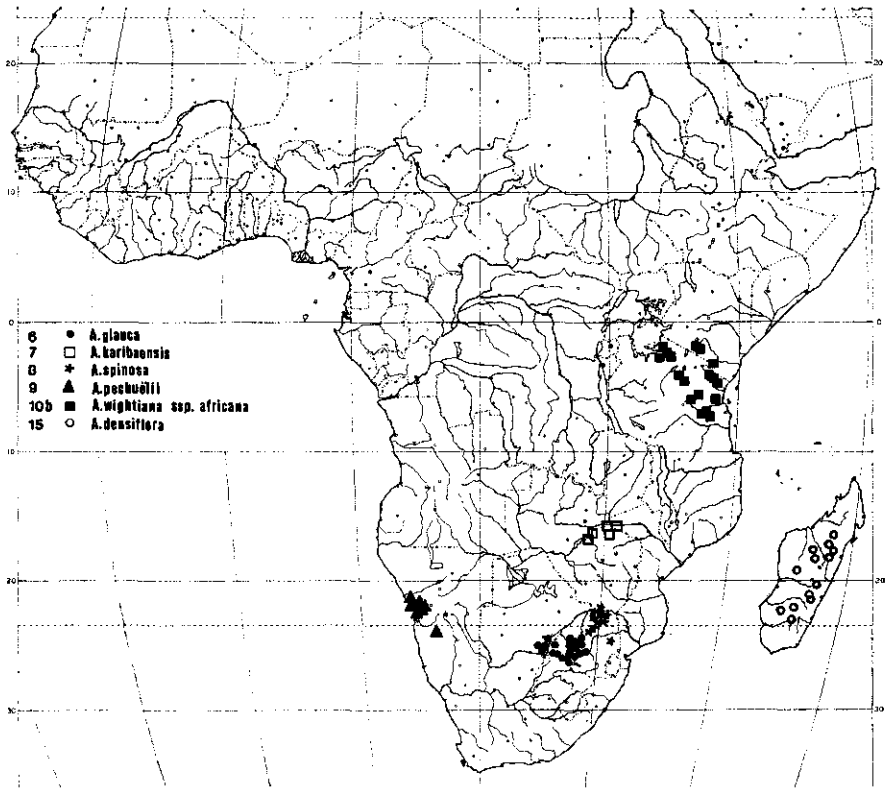 20 20
10 10
0 0
6 A.glauca
7 A.karibaensis
8 A.spinosa
9 A.peshuëlii
10b A.wightiana ssp. africana
15 A.densiflora
10 10
20 20
30 30